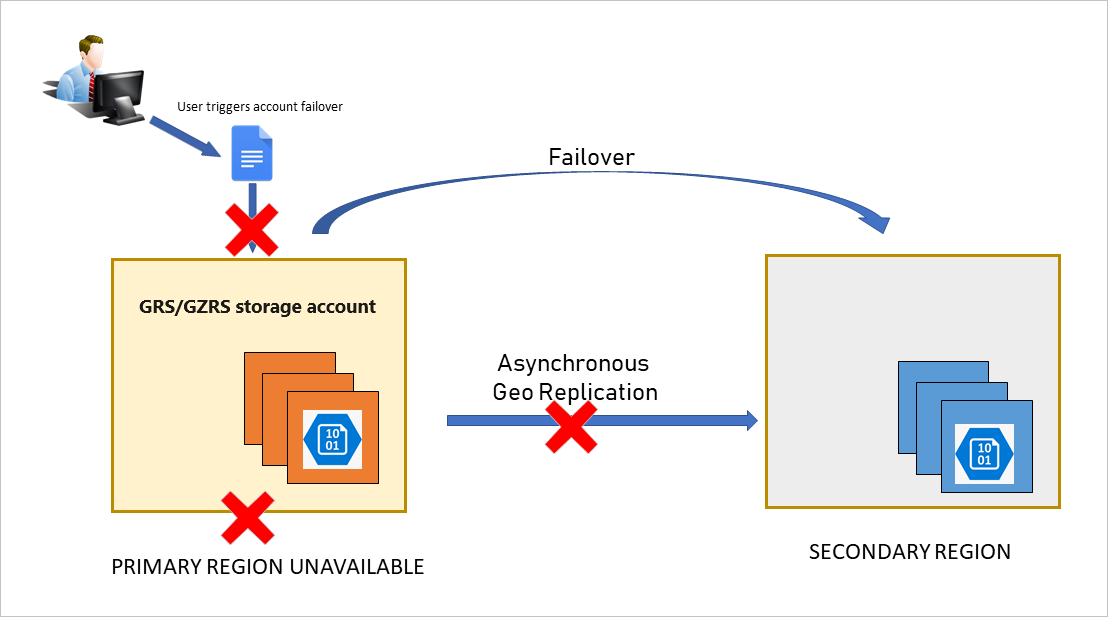 User triggers account failover
Failover
GRS/GZRS storage account
Asynchronous
Geo Replication
10
01
10
01
PRIMARY REGION UNAVAILABLE
SECONDARY REGION